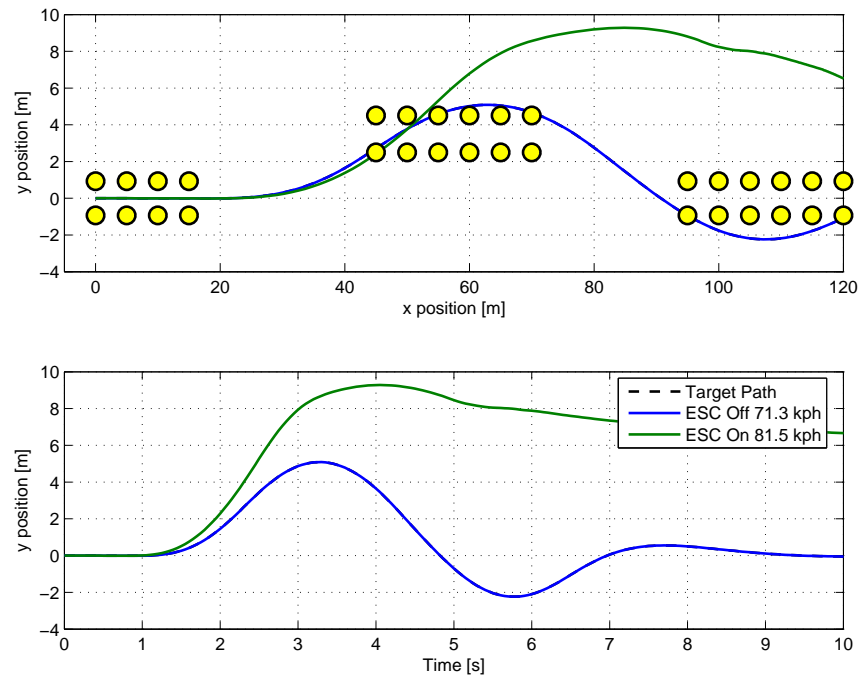 10
8
6
4
2
0
−2
−4
y position [m]
0 20 40 60 80 100 120
x position [m]
10
8
6
4
2
0
−2
−4
y position [m]
Target Path
ESC Off 71.3 kph
ESC On 81.5 kph
0 1 2 3 4 5 6 7 8 9 10
Time [s]